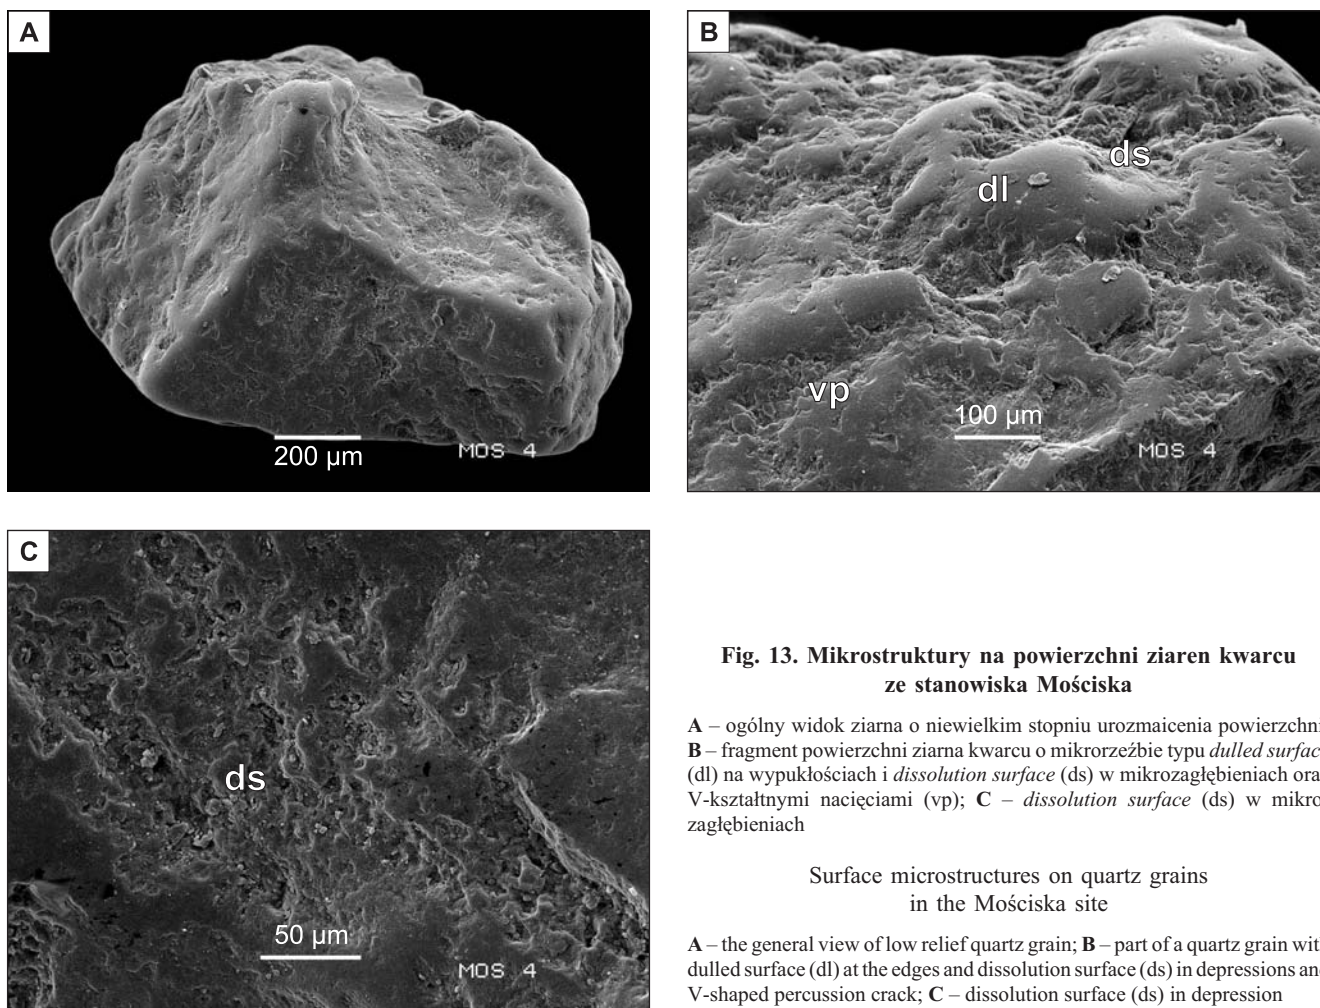 A
200 µm
MOS 4
B
ds
dl
vp
100 µm
MOS 4
C
ds
50 µm
MOS 4
Fig. 13. Mikrostruktury na powierzchni ziaren kwarcu
ze stanowiska Mościska
A – ogólny widok ziarna o niewielkim stopniu urozmaicenia powierzchni
B – fragment powierzchni ziarna kwarcu o mikrorzeźbie typu dulled surfac
(dl) na wypukłościach i dissolution surface (ds) w mikrozagłębieniach ora
V-kształtnymi nacięciami (vp); C – dissolution surface (ds) w mikro
zagłębieniach
Surface microstructures on quartz grains
in the Mościska site
A – the general view of low relief quartz grain; B – part of a quartz grain with
dulled surface (dl) at the edges and dissolution surface (ds) in depressions and
V-shaped percussion crack; C – dissolution surface (ds) in depression